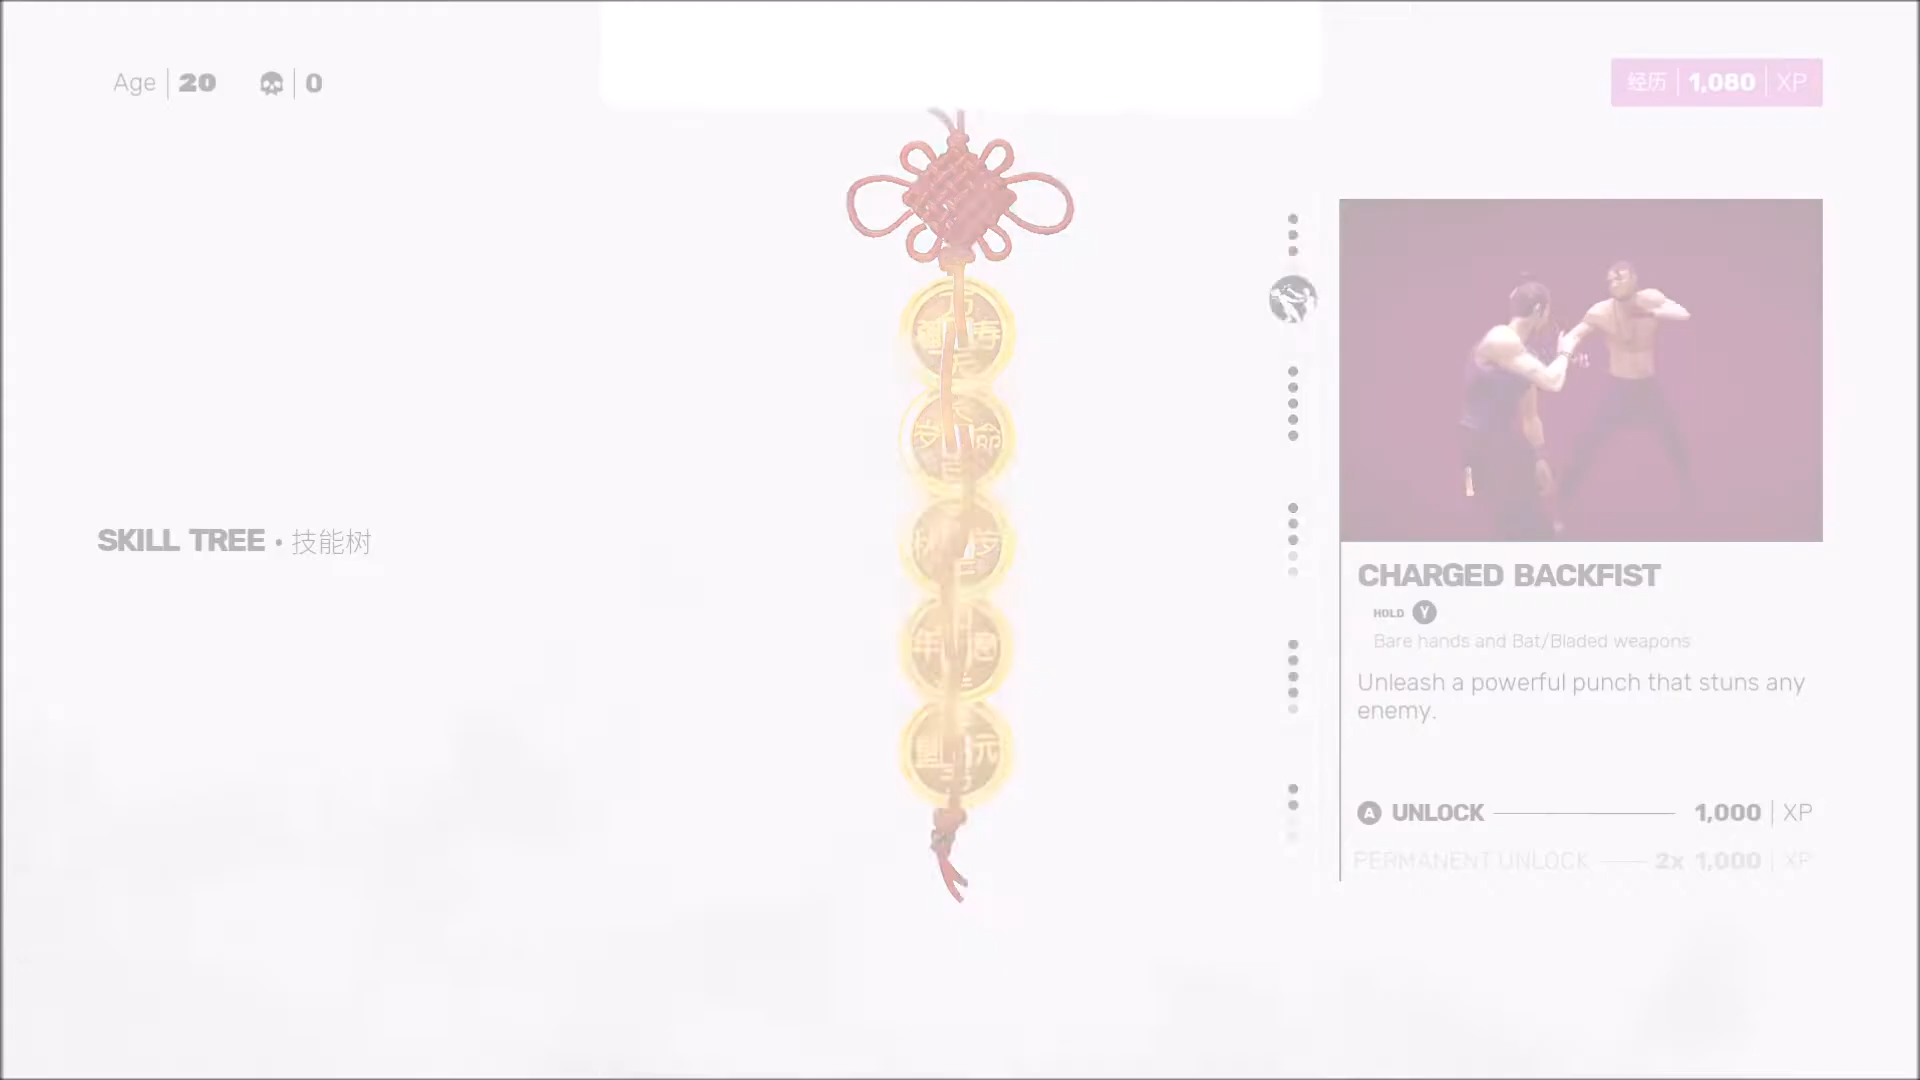 Age 20 0
经历 1,080 XP
SKILL TREE • 技能树
CHARGED BACKFIST
HOLD Y
Bare hands and Bat/Bladed weapons
Unleash a powerful punch that stuns any
enemy.
A UNLOCK 1,000 XP
PERMANENT UNLOCK 2x 1,000 XP